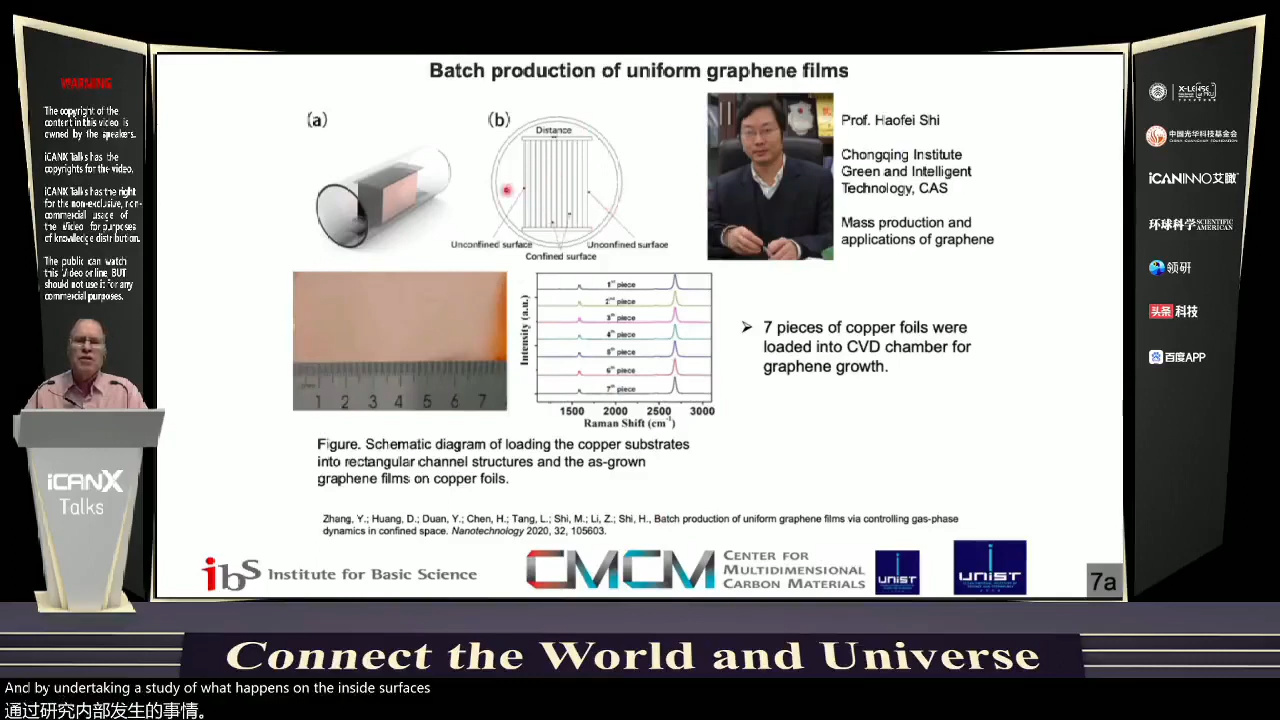 WARNING
The copyright of the
content in this video is
owned by the speakers.
iCANX Talks has the
copyrights for the video.
iCANX Talks has the right
for the non-exclusive, non-
commercial usage of
the Video for purposes
of knowledge distribution.
The public can watch
this Video online, BUT
should not use it for any
commercial purposes.
iCANX
Talks
Batch production of uniform graphene films
(a)
(b)
Distance
Unconfined surface
Unconfined surface
Confined surface
Prof. Haofei Shi
Chongqing Institute
Green and Intelligent
Technology, CAS
Mass production and
applications of graphene
1 2 3 4 5 6 7
Intensity (a.u.)
1st piece
2nd piece
3th piece
4th piece
5th piece
6th piece
7th piece
1500 2000 2500 3000
Raman Shift (cm-1)
➢ 7 pieces of copper foils were
loaded into CVD chamber for
graphene growth.
Figure. Schematic diagram of loading the copper substrates
into rectangular channel structures and the as-grown
graphene films on copper foils.
Zhang, Y.; Huang, D.; Duan, Y.; Chen, H.; Tang, L.; Shi, M.; Li, Z.; Shi, H., Batch production of uniform graphene films via controlling gas-phase
dynamics in confined space. Nanotechnology 2020, 32, 105603.
ibS Institute for Basic Science
CMCM
CENTER FOR
MULTIDIMENSIONAL
CARBON MATERIALS
UNIST
UNIST
7a
X-LENSE
中国光华科技基金会
iCANINNO艾瞰
环球科学 SCIENTIFIC AMERICAN
领研
头条 科技
百度APP
Connect the World and Universe
And by undertaking a study of what happens on the inside surfaces
通过研究内部发生的事情。